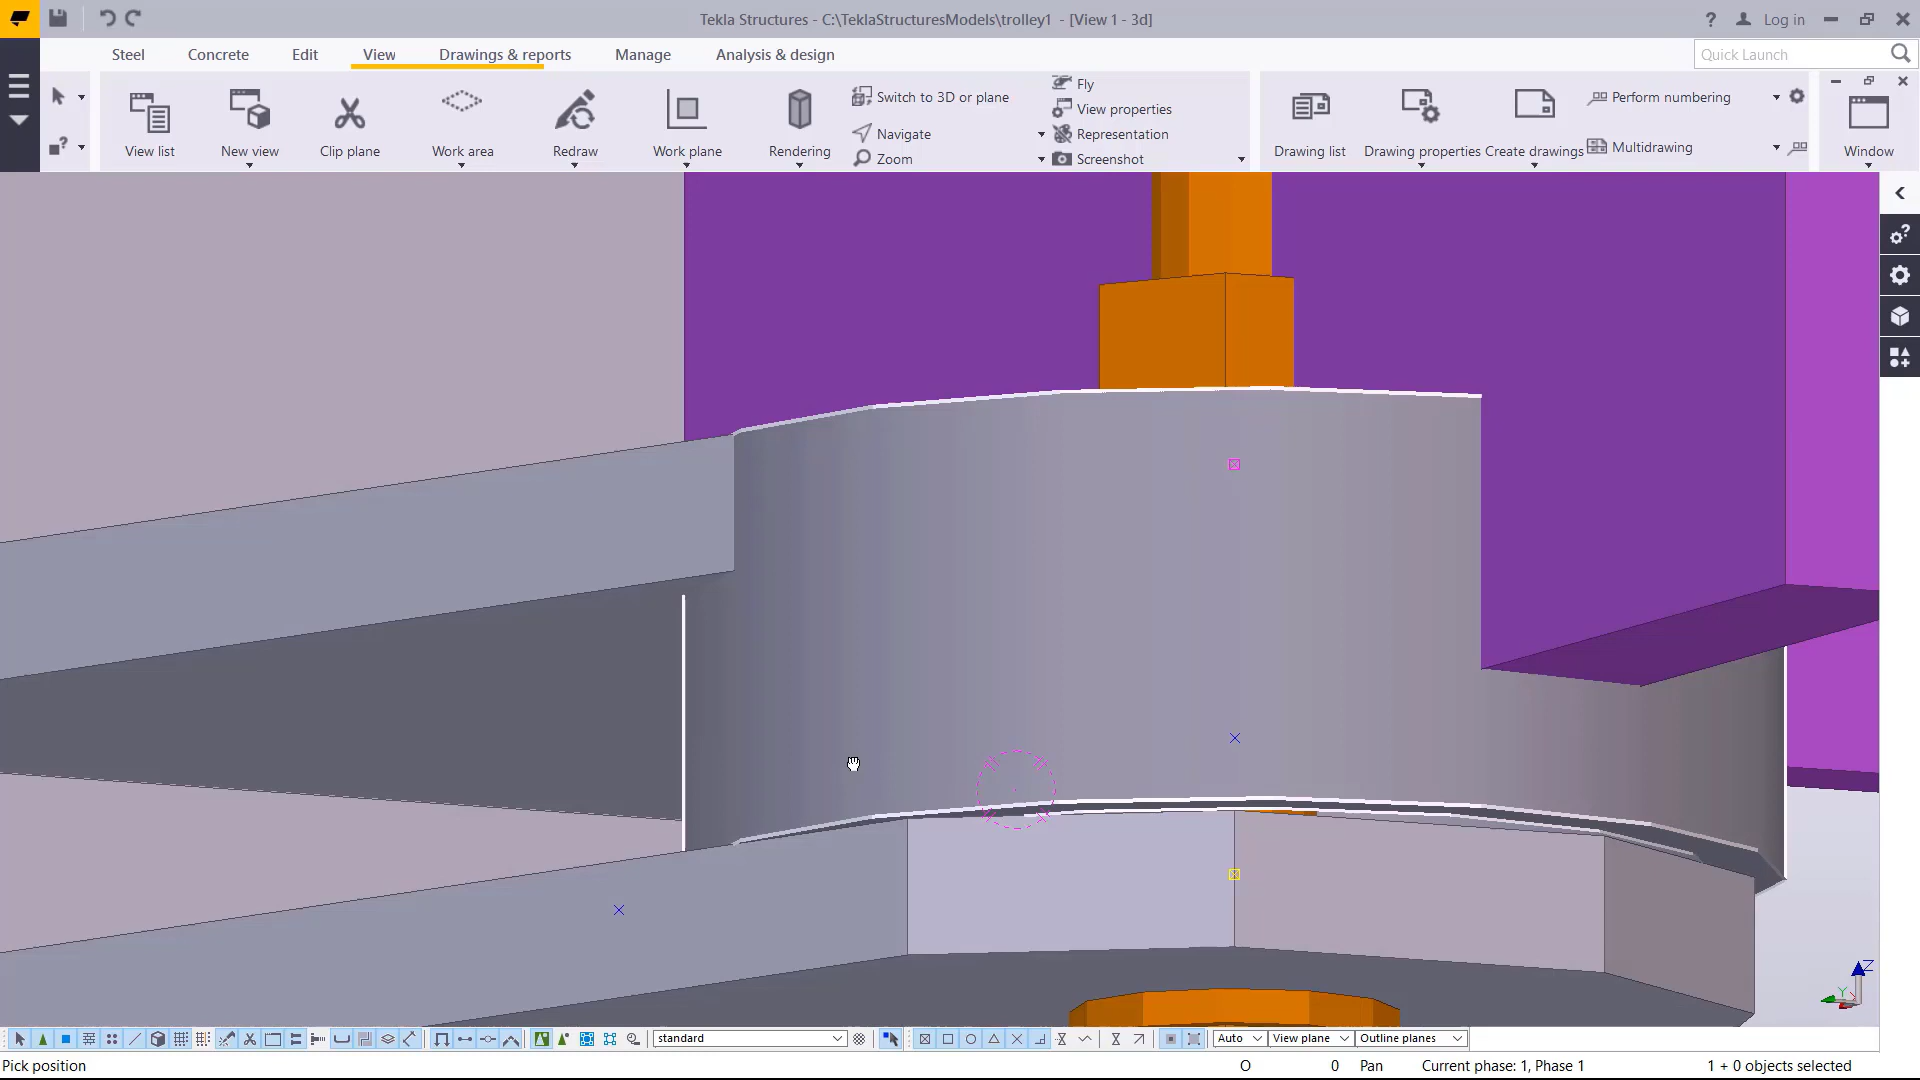 Tekla Structures - C:\TeklaStructuresModels\trolley1 - [View 1 - 3d]
? Log in
Steel Concrete Edit View Drawings & reports Manage Analysis & design
Quick Launch
View list
New view
Clip plane
Work area
Redraw
Work plane
Rendering
Switch to 3D or plane
Navigate
Zoom
Fly
View properties
Representation
Screenshot
Drawing list
Drawing properties
Create drawings
Perform numbering
Multidrawing
Window
Z
Y
X
standard
Auto
View plane
Outline planes
Pick position
O 0 Pan Current phase: 1, Phase 1 1 + 0 objects selected